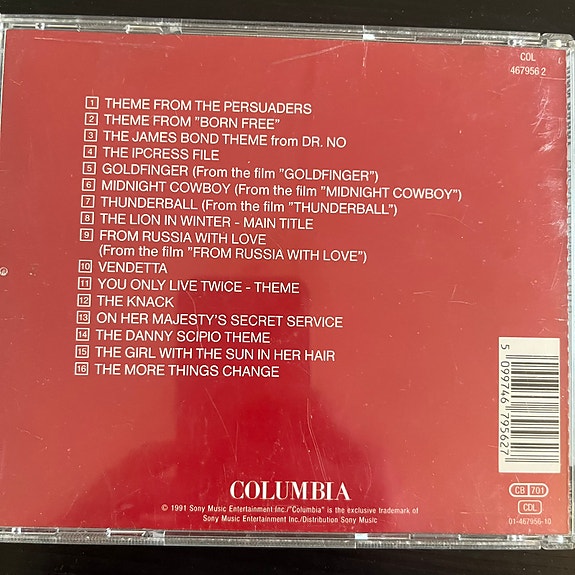 COL
467956 2
1 THEME FROM THE PERSUADERS
2 THEME FROM "BORN FREE"
3 THE JAMES BOND THEME from DR. NO
4 THE IPCRESS FILE
5 GOLDFINGER (From the film "GOLDFINGER")
6 MIDNIGHT COWBOY (From the film "MIDNIGHT COWBOY")
7 THUNDERBALL (From the film "THUNDERBALL")
8 THE LION IN WINTER - MAIN TITLE
9 FROM RUSSIA WITH LOVE
(From the film "FROM RUSSIA WITH LOVE")
10 VENDETTA
11 YOU ONLY LIVE TWICE - THEME
12 THE KNACK
13 ON HER MAJESTY'S SECRET SERVICE
14 THE DANNY SCIPIO THEME
15 THE GIRL WITH THE SUN IN HER HAIR
16 THE MORE THINGS CHANGE
5 099746 795627
COLUMBIA
© 1991 Sony Music Entertainment Inc./"Columbia" is the exclusive trademark of
Sony Music Entertainment Inc./Distribution Sony Music
CB 701
CDL
01-467956-10